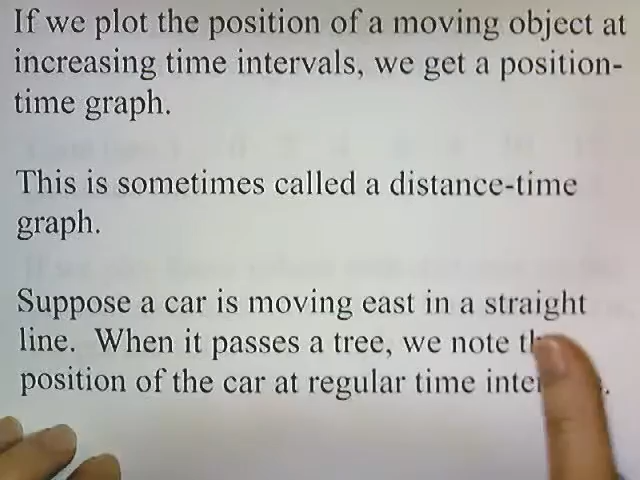 If we plot the position of a moving object at
increasing time intervals, we get a position-
time graph.
This is sometimes called a distance-time
graph.
Suppose a car is moving east in a straight
line. When it passes a tree, we note
position of the car at regular time